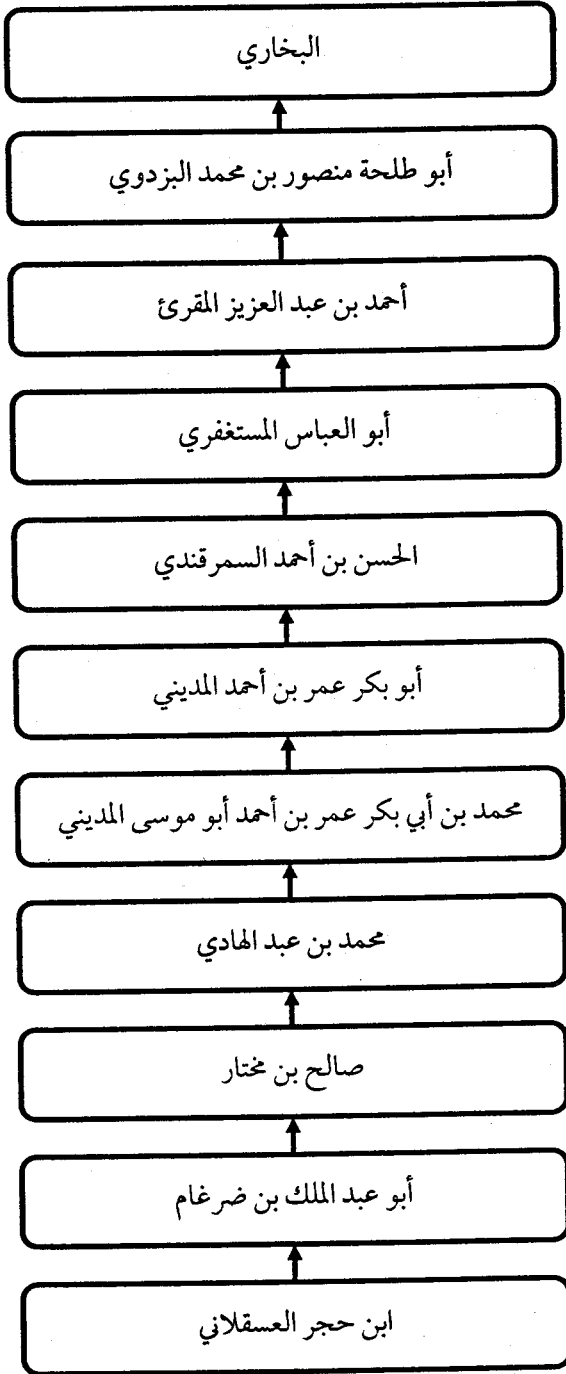 البخاري
أبو طلحة منصور بن محمد البزدوي
أحمد بن عبد العزيز المقرئ
أبو العباس المستغفري
الحسن بن أحمد السمرقندي
أبو بكر عمر بن أحمد المديني
محمد بن أبي بكر عمر بن أحمد أبو موسى المديني
محمد بن عبد الهادي
صالح بن مختار
أبو عبد الملك بن ضرغام
ابن حجر العسقلاني